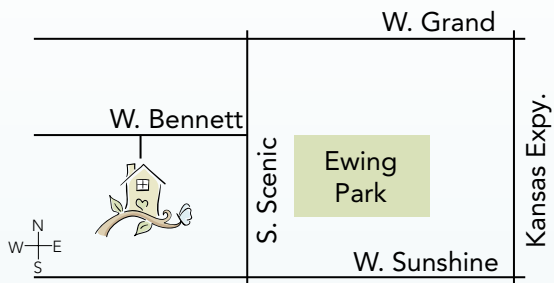 W. Grand
W. Bennett
S. Scenic
Ewing
Park
Kansas Expy.
N
W E
S
W. Sunshine